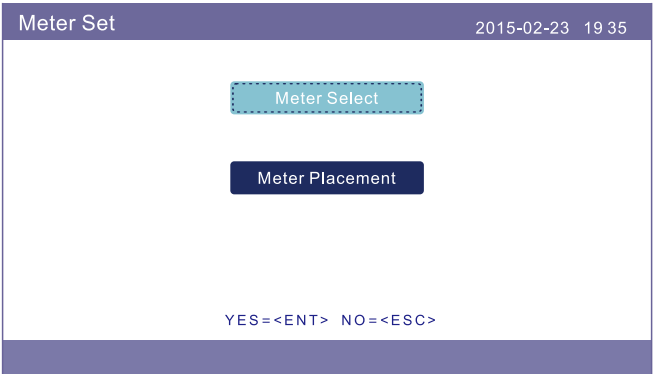 Meter Set
2015-02-23 19 35
Meter Select
Meter Placement
YES=<ENT> NO=<ESC>